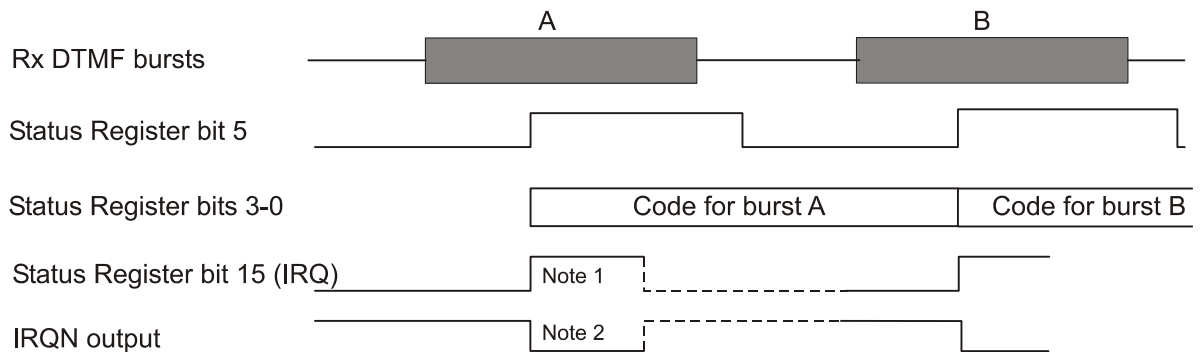 A B
Rx DTMF bursts
Status Register bit 5
Status Register bits 3-0 Code for burst A Code for burst B
Status Register bit 15 (IRQ) Note 1
IRQN output Note 2